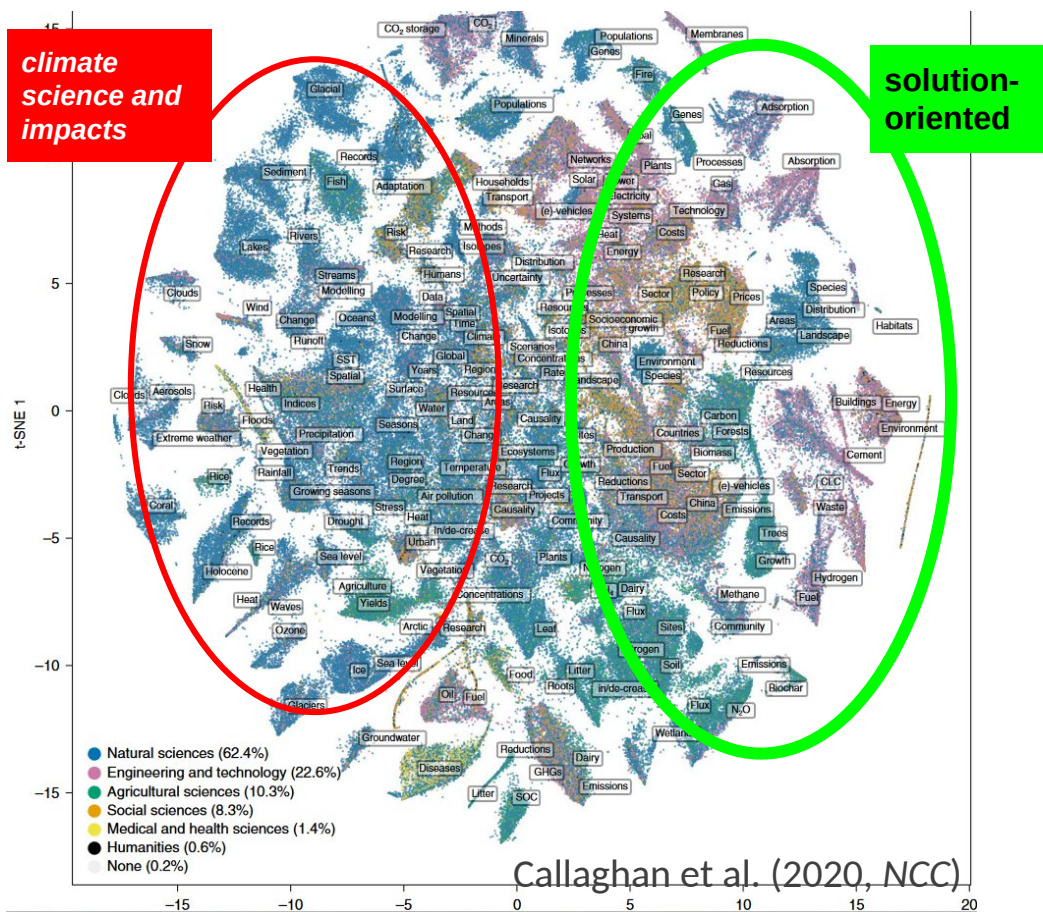 15
CO2 storage
CO2
Minerals
Populations
Genes
Membranes
climate
science and
impacts
solution-
oriented
Glacial
Populations
Fire
Genes
Adsorption
Records
Networks
Plants
Processes
Absorption
Sediment
Fish
Adaptation
Households
Transport
Solar
Gas
(e)-vehicles
Systems
Technology
Rivers
Lakes
Risk
Methods
Isotopes
Research
Costs
Energy
Streams
Modelling
Humans
Distribution
Uncertainty
5
Clouds
Data
Research
Policy
Prices
Sector
Species
Distribution
Wind
Change
Oceans
Modelling
Spatial
Time
Socioeconomic
growth
Areas
Habitats
Landscape
Runoff
Change
Snow
SST
Spatial
Global
Years
Scenarios
China
Fuel
Reductions
Environment
Species
Resources
t-SNE 1
0
Clouds
Aerosols
Health
Surface
Research
Risk
Indices
Floods
Water
Land
Causality
Carbon
Forests
Buildings
Energy
Environment
Extreme weather
Precipitation
Seasons
Vegetation
Ecosystems
Countries
Biomass
Production
Cement
Rice
Rainfall
Trends
Region
Degree
Temperature
Flux
Growth
Fuel
Sector
Growing seasons
Air pollution
Research
Projects
Reductions
Transport
(e)-vehicles
CLC
Coral
Stress
Causality
China
Emissions
Waste
Records
Drought
Heat
Costs
−5
Rice
Urban
In/de-crease
Causality
Trees
Holocene
Sea level
Vegetation
CO2
Plants
Growth
Hydrogen
Agriculture
Yields
Concentrations
Dairy
Methane
Fuel
Heat
Waves
Flux
Ozone
Arctic
Research
Leaf
Sites
Community
−10
Ice
Sea level
Food
Litter
Roots
Soil
in/de-crease
Emissions
Biochar
Glaciers
Oil
Fuel
Flux
N2O
Groundwater
Reductions
Dairy
Diseases
GHGs
Emissions
−15
Litter
SOC
Natural sciences (62.4%)
Engineering and technology (22.6%)
Agricultural sciences (10.3%)
Social sciences (8.3%)
Medical and health sciences (1.4%)
Humanities (0.6%)
None (0.2%)
Callaghan et al. (2020, NCC)
−15
−10
−5
0
5
10
15
20